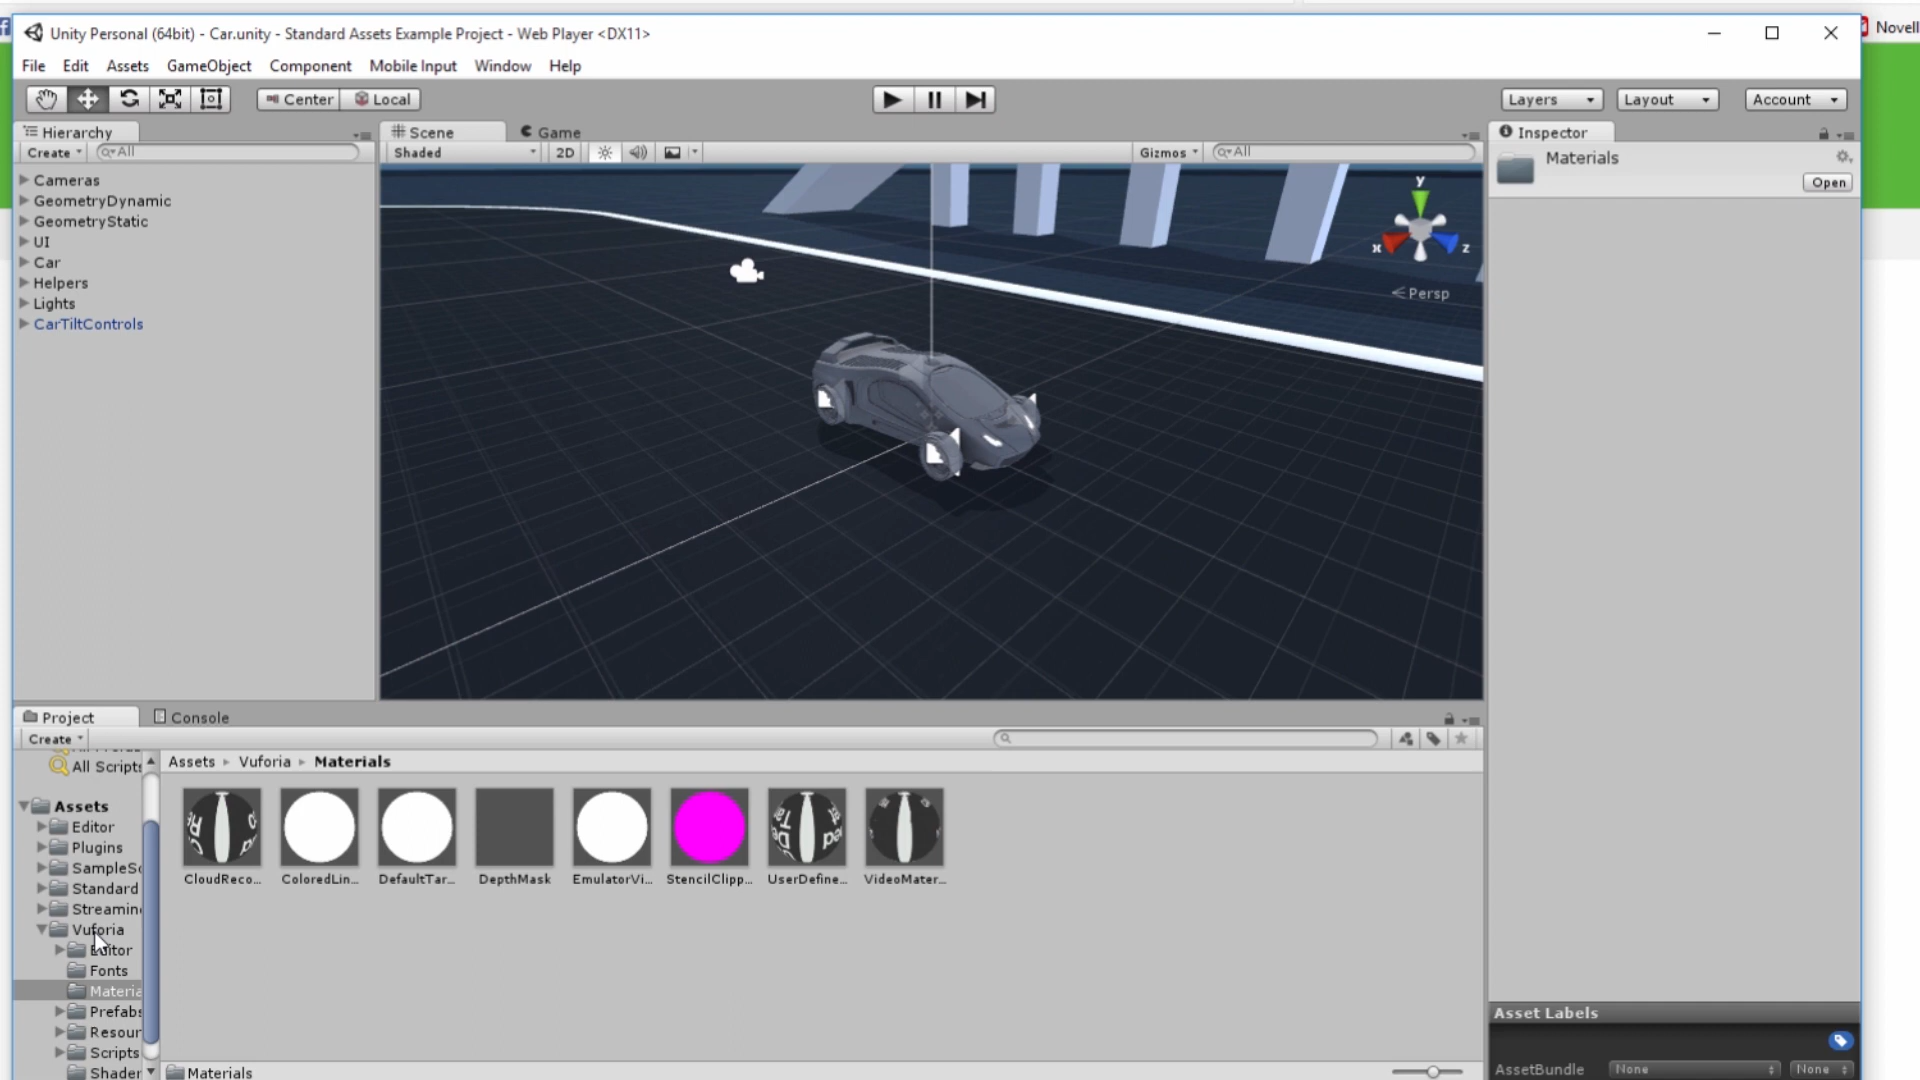 Novell
Unity Personal (64bit) - Car.unity - Standard Assets Example Project - Web Player <DX11>
File Edit Assets GameObject Component Mobile Input Window Help
Center Local Layers Layout Account
Hierarchy Scene Game Inspector
Create All Shaded 2D Gizmos All
Materials
Open
Cameras
GeometryDynamic
GeometryStatic
UI
Car
Helpers
Lights
CarTiltControls
y
x z
Persp
Project Console
Create
All Scripts
Assets Vuforia Materials
Assets
Editor
Plugins
SampleSc
Standard
Streamin
Vuforia
Editor
Fonts
Materia
Prefabs
Resour
Scripts
Shader
CloudReco... ColoredLin... DefaultTar... DepthMask EmulatorVi... StencilClipp... UserDefine... VideoMater...
Materials
Asset Labels
AssetBundle None None